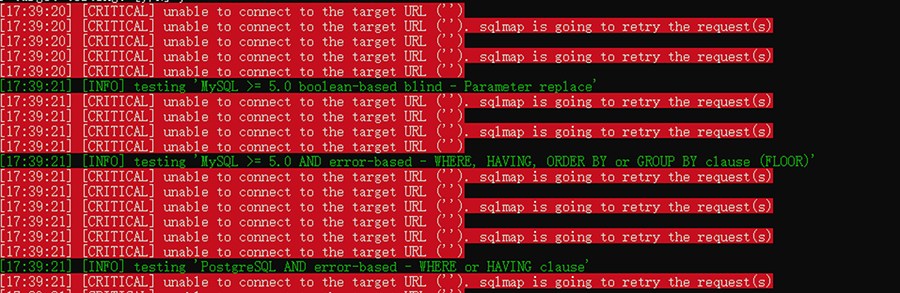 [17:39:20] [CRITICAL] unable to connect to the target URL (''). sqlmap is going to retry the request(s)
[17:39:20] [CRITICAL] unable to connect to the target URL ('')
[17:39:20] [CRITICAL] unable to connect to the target URL (''). sqlmap is going to retry the request(s)
[17:39:20] [CRITICAL] unable to connect to the target URL ('')
[17:39:21] [INFO] testing 'MySQL >= 5.0 boolean-based blind - Parameter replace'
[17:39:21] [CRITICAL] unable to connect to the target URL (''). sqlmap is going to retry the request(s)
[17:39:21] [CRITICAL] unable to connect to the target URL ('')
[17:39:21] [CRITICAL] unable to connect to the target URL (''). sqlmap is going to retry the request(s)
[17:39:21] [CRITICAL] unable to connect to the target URL ('')
[17:39:21] [INFO] testing 'MySQL >= 5.0 AND error-based - WHERE, HAVING, ORDER BY or GROUP BY clause (FLOOR)'
[17:39:21] [CRITICAL] unable to connect to the target URL (''). sqlmap is going to retry the request(s)
[17:39:21] [CRITICAL] unable to connect to the target URL ('')
[17:39:21] [CRITICAL] unable to connect to the target URL (''). sqlmap is going to retry the request(s)
[17:39:21] [CRITICAL] unable to connect to the target URL ('')
[17:39:21] [CRITICAL] unable to connect to the target URL (''). sqlmap is going to retry the request(s)
[17:39:21] [CRITICAL] unable to connect to the target URL ('')
[17:39:21] [INFO] testing 'PostgreSQL AND error-based - WHERE or HAVING clause'
[17:39:21] [CRITICAL] unable to connect to the target URL (''). sqlmap is going to retry the request(s)